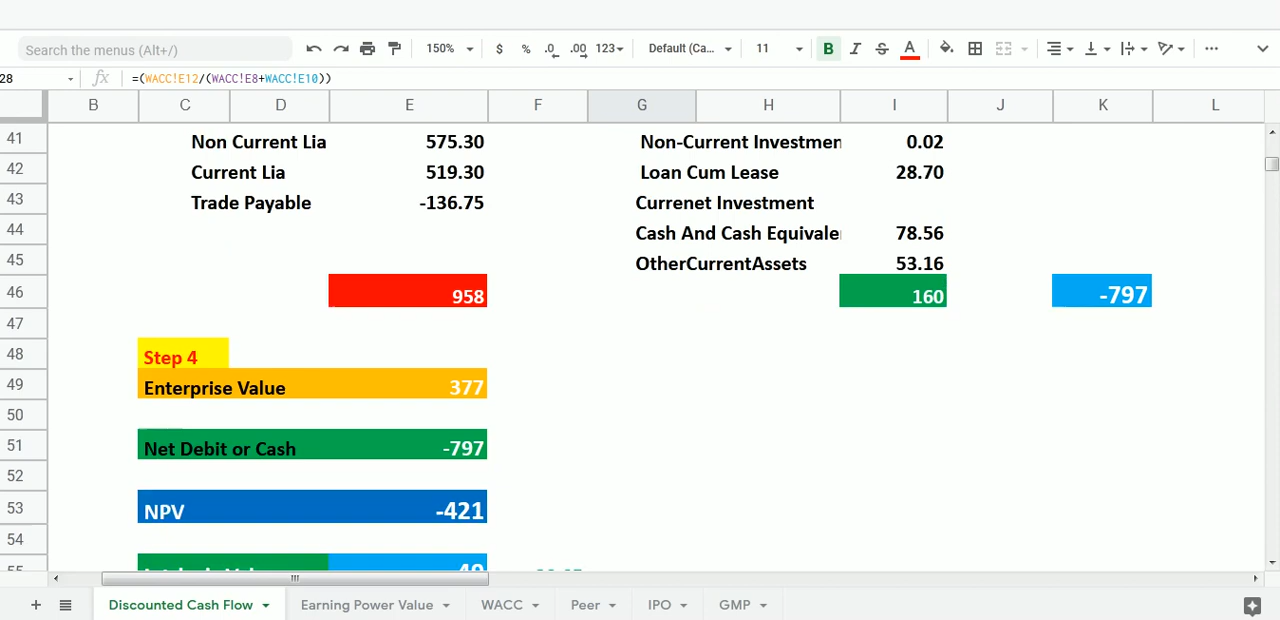 Search the menus (Alt+/) 150% $ % .0 .00 123 Default (Ca... 11 B I S A ...
28 fx =(WACC!E12/(WACC!E8+WACC!E10))
B C D E F G H I J K L
41 Non Current Lia 575.30 Non-Current Investmen 0.02
42 Current Lia 519.30 Loan Cum Lease 28.70
43 Trade Payable -136.75 Currenet Investment
44 Cash And Cash Equivale 78.56
45 OtherCurrentAssets 53.16
46 958 160 -797
47
48 Step 4
49 Enterprise Value 377
50
51 Net Debit or Cash -797
52
53 NPV -421
54
55
+ Discounted Cash Flow Earning Power Value WACC Peer IPO GMP